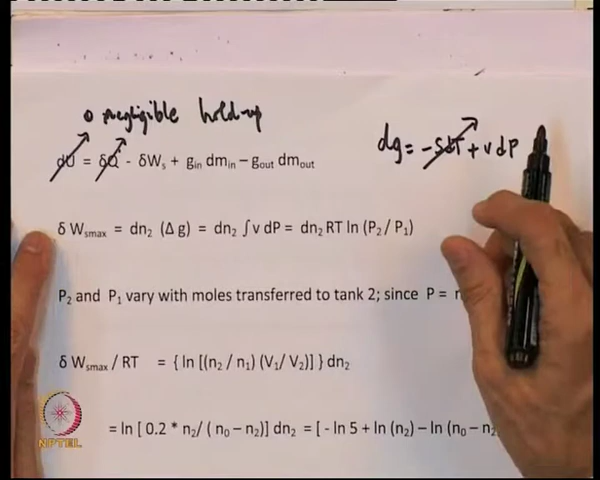 0 negligible hold-up
dg = -SdT + v dP
dU = δQ - δWₛ + gᵢₙ dmᵢₙ – gₒᵤₜ dmₒᵤₜ
δ Wₛₘₐₓ = dn₂ (Δ g) = dn₂ ∫ v dP = dn₂ RT ln (P₂ / P₁)
P₂ and P₁ vary with moles transferred to tank 2; since P =
δ Wₛₘₐₓ / RT = { ln [(n₂ / n₁) (V₁/ V₂)] } dn₂
= ln [ 0.2 * n₂/ ( n₀ – n₂)] dn₂ = [ - ln 5 + ln (n₂) – ln (n₀ – n₂
NPTEL